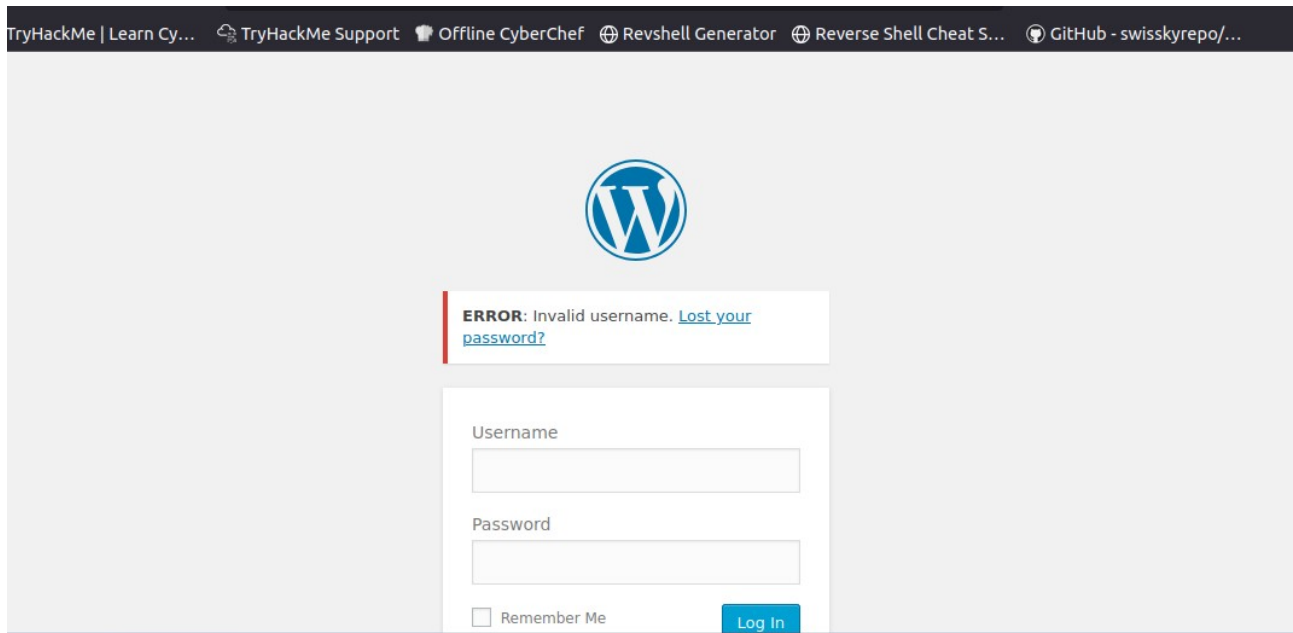 TryHackMe | Learn Cy... TryHackMe Support Offline CyberChef Revshell Generator Reverse Shell Cheat S... GitHub - swisskyrepo/...
ERROR: Invalid username. Lost your
password?
Username
Password
Remember Me Log In